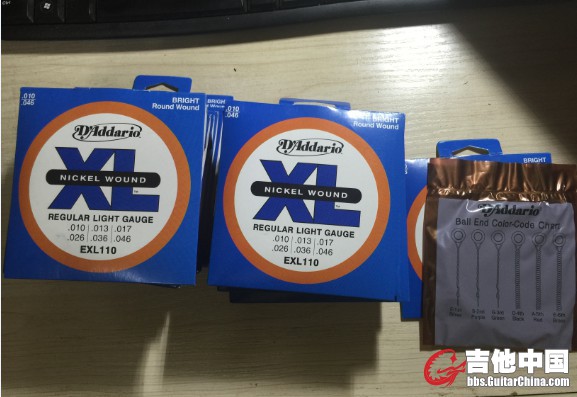 .010
.046
BRIGHT
Round Wound
D'Addario
XL
NICKEL WOUND
REGULAR LIGHT GAUGE
.010 .013 .017
.026 .036 .046
EXL110
BRIGHT
.010
.046
BRIGHT
Round Wound
D'Addario
XL
NICKEL WOUND
REGULAR LIGHT GAUGE
.010 .013 .017
.026 .036 .046
EXL110
BRIGHT
D'Addario
Ball End Color-Code Chart
吉他中国
bbs.GuitarChina.com